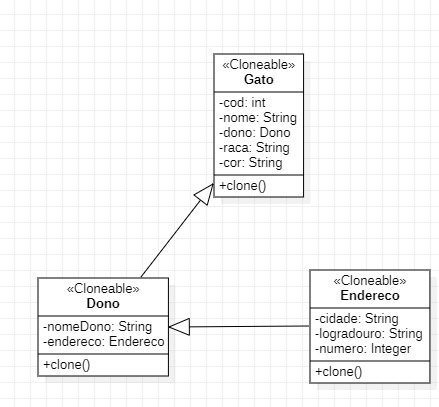 «Cloneable»
Gato
-cod: int
-nome: String
-dono: Dono
-raca: String
-cor: String
+clone()
«Cloneable»
Dono
-nomeDono: String
-endereco: Endereco
+clone()
«Cloneable»
Endereco
-cidade: String
-logradouro: String
-numero: Integer
+clone()